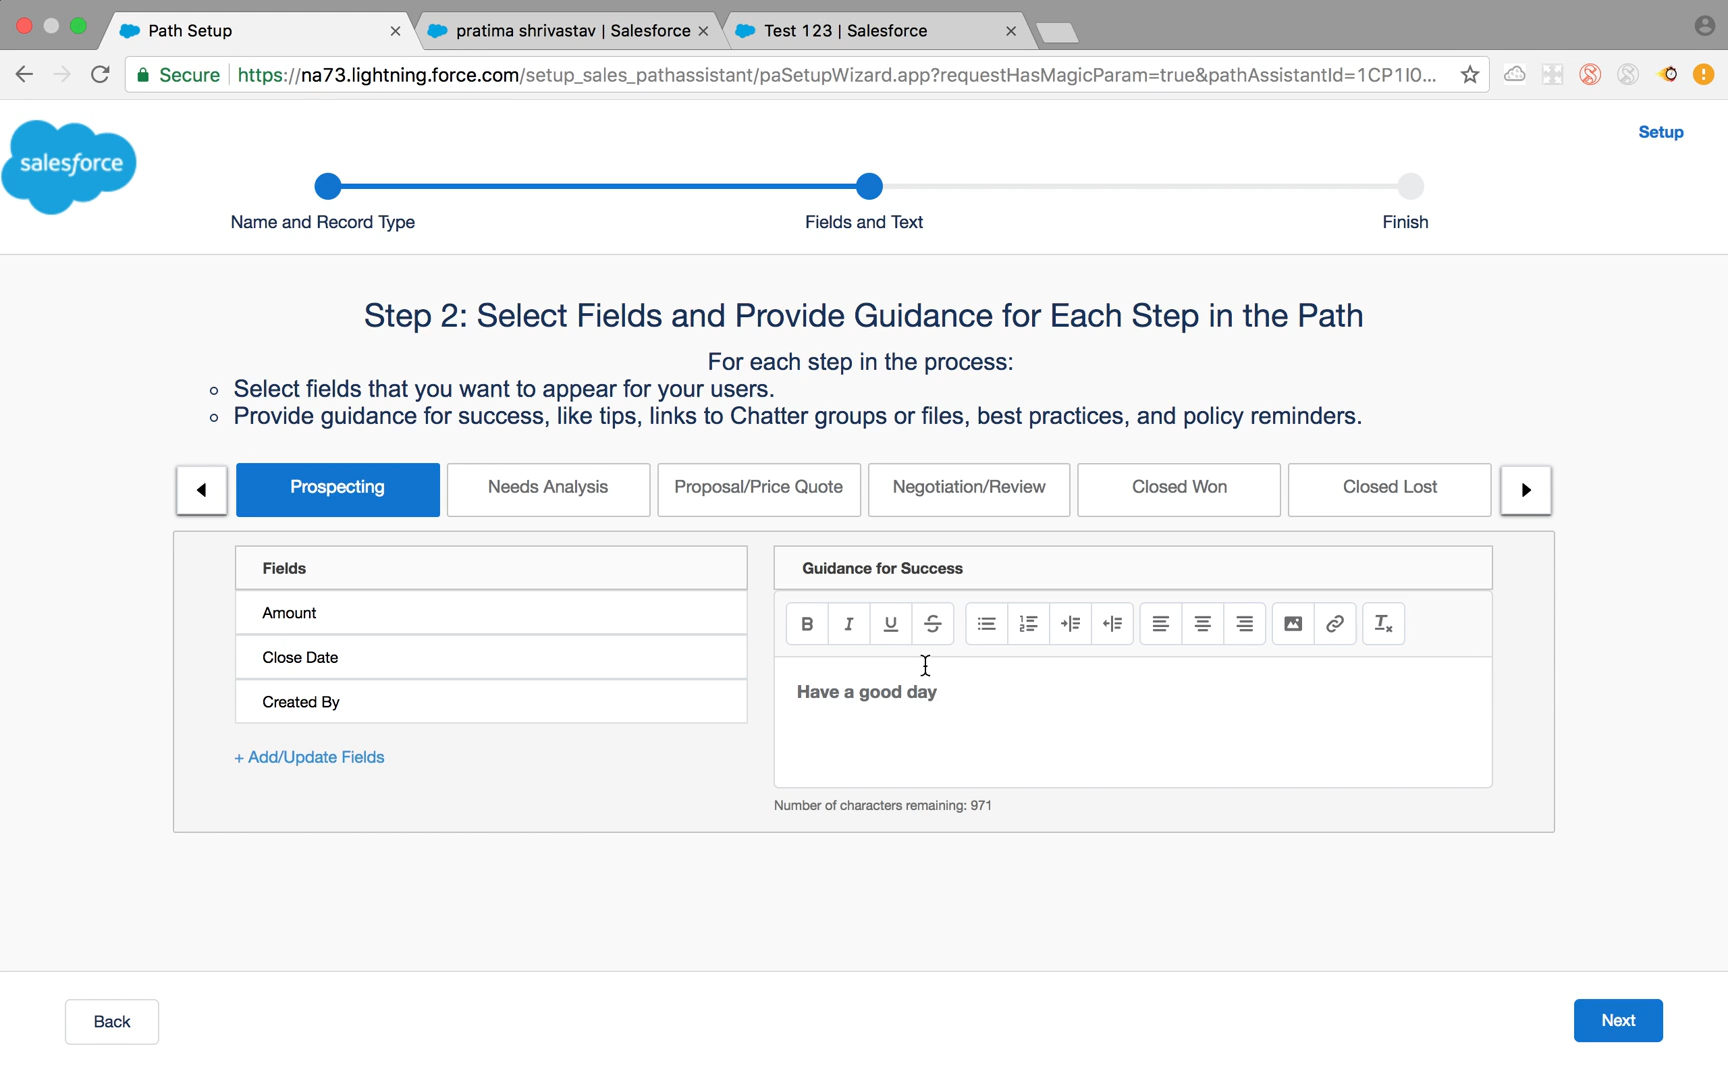 Path Setup
pratima shrivastav | Salesforce
Test 123 | Salesforce
Secure https://na73.lightning.force.com/setup_sales_pathassistant/paSetupWizard.app?requestHasMagicParam=true&pathAssistantId=1CP1I0...
Setup
salesforce
Name and Record Type
Fields and Text
Finish
Step 2: Select Fields and Provide Guidance for Each Step in the Path
For each step in the process:
Select fields that you want to appear for your users.
Provide guidance for success, like tips, links to Chatter groups or files, best practices, and policy reminders.
Prospecting
Needs Analysis
Proposal/Price Quote
Negotiation/Review
Closed Won
Closed Lost
Fields
Amount
Close Date
Created By
+ Add/Update Fields
Guidance for Success
Have a good day
Number of characters remaining: 971
Back
Next